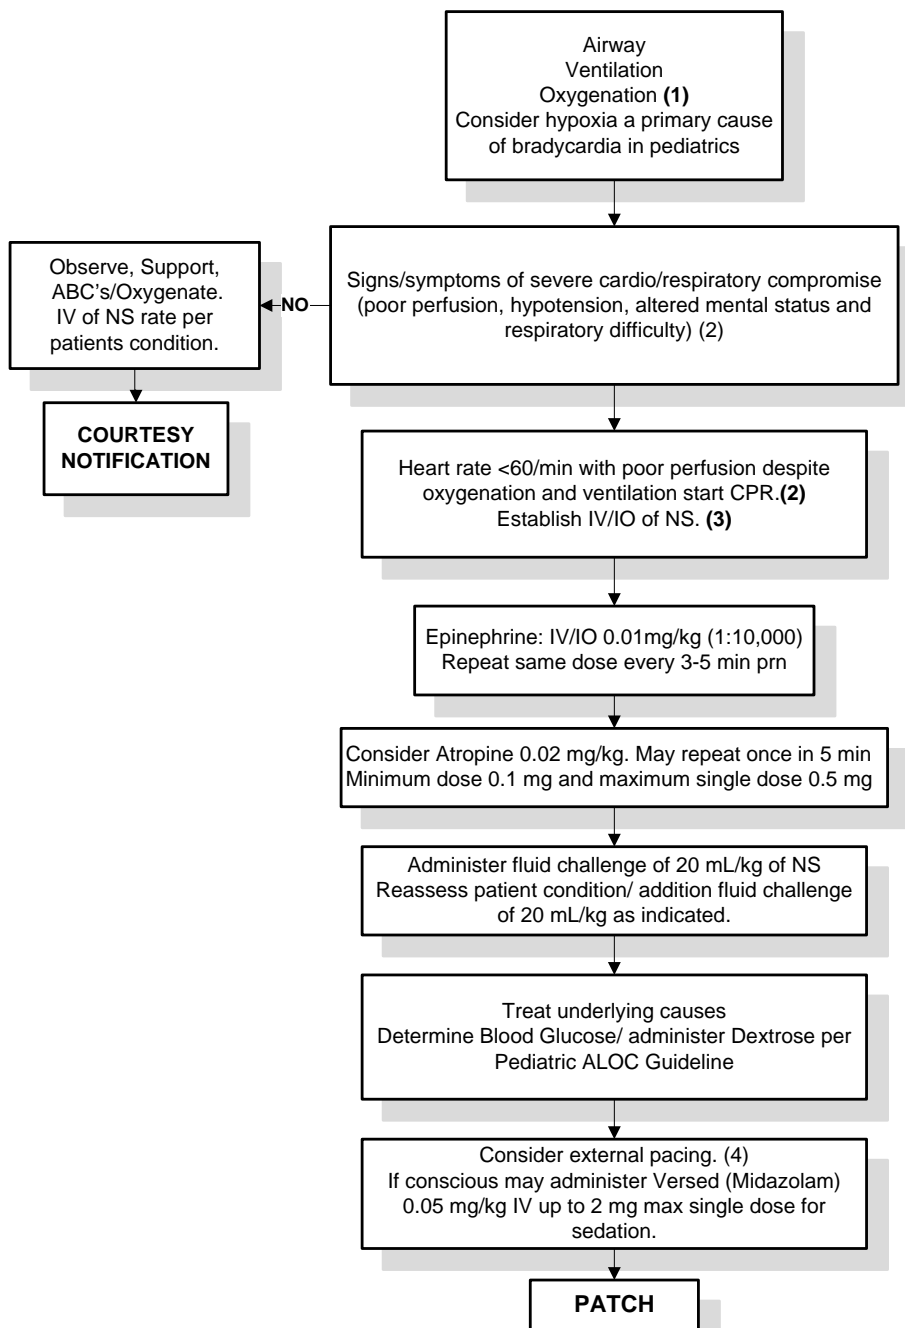 Airway
Ventilation
Oxygenation (1)
Consider hypoxia a primary cause
of bradycardia in pediatrics
Signs/symptoms of severe cardio/respiratory compromise
(poor perfusion, hypotension, altered mental status and
respiratory difficulty) (2)
NO
Observe, Support,
ABC's/Oxygenate.
IV of NS rate per
patients condition.
COURTESY
NOTIFICATION
Heart rate <60/min with poor perfusion despite
oxygenation and ventilation start CPR.(2)
Establish IV/IO of NS. (3)
Epinephrine: IV/IO 0.01mg/kg (1:10,000)
Repeat same dose every 3-5 min prn
Consider Atropine 0.02 mg/kg. May repeat once in 5 min
Minimum dose 0.1 mg and maximum single dose 0.5 mg
Administer fluid challenge of 20 mL/kg of NS
Reassess patient condition/ addition fluid challenge
of 20 mL/kg as indicated.
Treat underlying causes
Determine Blood Glucose/ administer Dextrose per
Pediatric ALOC Guideline
Consider external pacing. (4)
If conscious may administer Versed (Midazolam)
0.05 mg/kg IV up to 2 mg max single dose for
sedation.
PATCH